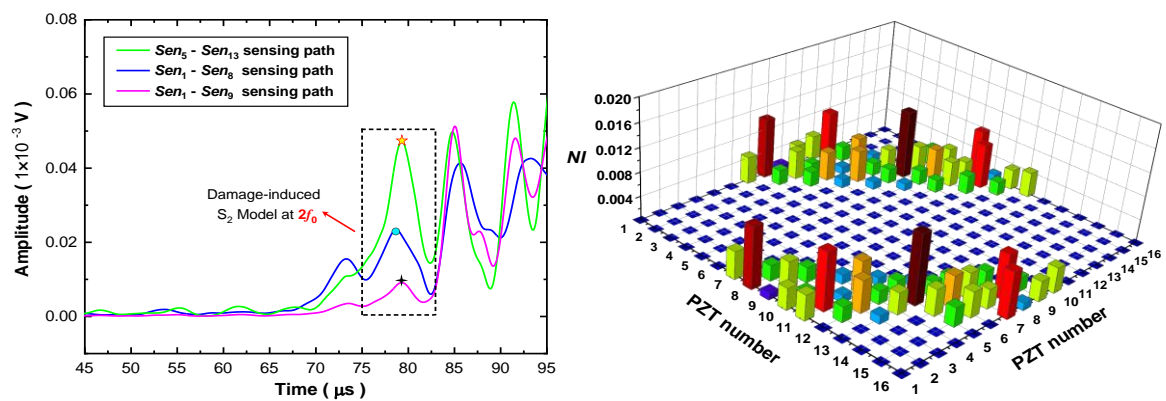 0.08
0.06
0.04
0.02
0.00
Amplitude ( 1×10⁻³ V )
Sen₅ - Sen₁₃ sensing path
Sen₁ - Sen₈ sensing path
Sen₁ - Sen₉ sensing path
Damage-induced
S₂ Model at 2f₀
45 50 55 60 65 70 75 80 85 90 95
Time ( μs )
0.020
0.016
0.012
0.008
0.004
NI
1 2 3 4 5 6 7 8 9 10 11 12 13 14 15 16
PZT number
1 2 3 4 5 6 7 8 9 10 11 12 13 14 15 16
PZT number